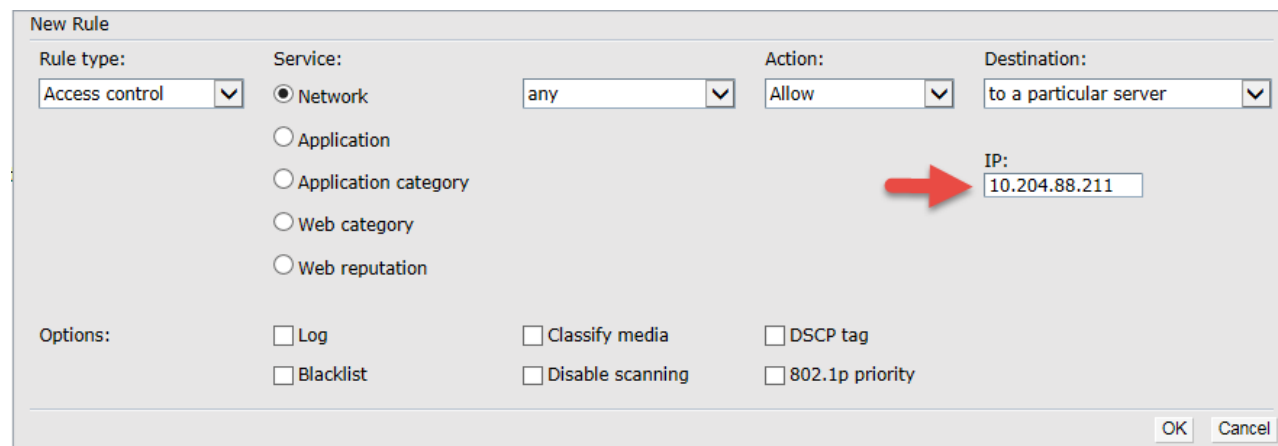 New Rule
Rule type: Service: Action: Destination:
Access control Network any Allow to a particular server
Application
IP:
Application category 10.204.88.211
Web category
Web reputation
Options: Log Classify media DSCP tag
Blacklist Disable scanning 802.1p priority
OK Cancel